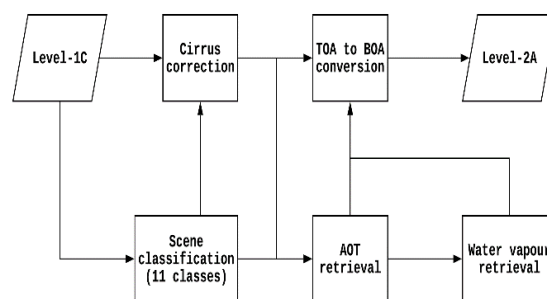 Level-1C
Cirrus
correction
TOA to BOA
conversion
Level-2A
Scene
classification
(11 classes)
AOT
retrieval
Water vapour
retrieval